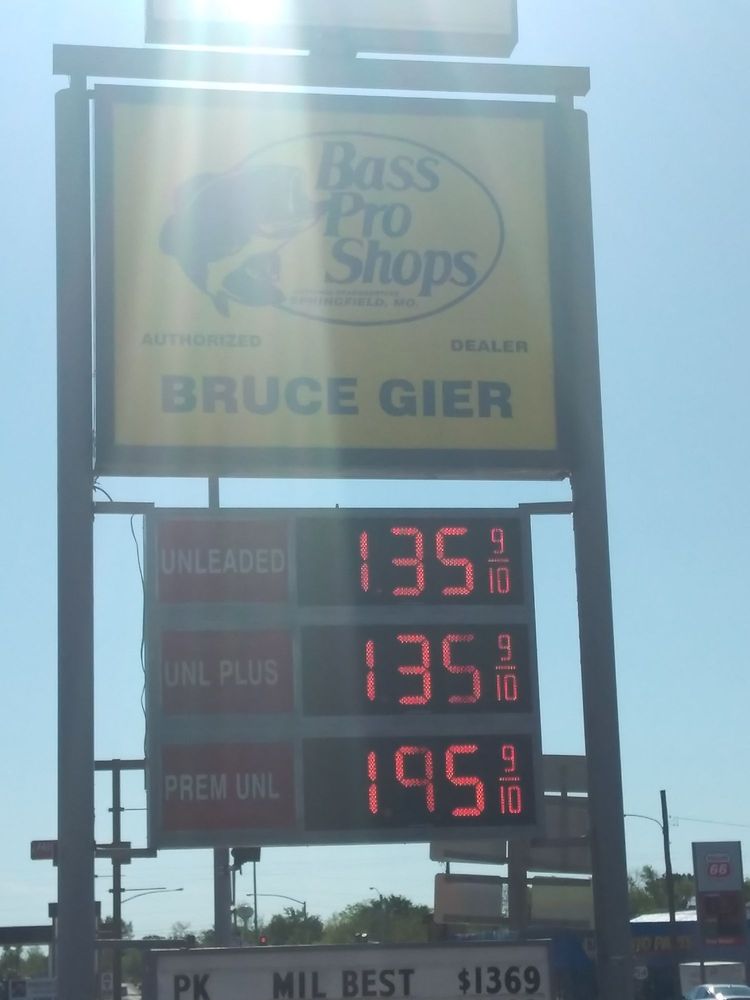 Bass
Pro
Shops
SPRINGFIELD, MO.
AUTHORIZED DEALER
BRUCE GIER
UNLEADED 135 9/10
UNL PLUS 135 9/10
PREM UNL 195 9/10
66
PK MIL BEST $1369